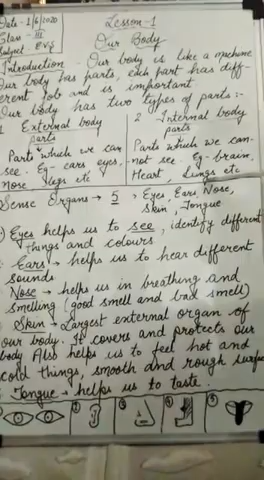 Date - 1/6/2020
Class - III
Subject - EVS
Lesson - 1
Our Body
Introduction. Our body is like a machine
Our body has parts, each part has diff-
erent job and is important.
Our body has two types of parts:-
1 External body
parts
Parts which we can
see. Eg - ears, eyes,
Nose, legs etc
2 Internal body
parts
Parts which we can-
not see. Eg - brain,
Heart, Lungs etc
Sense Organs → 5 → Eyes, Ears, Nose,
Skin, Tongue
Eyes helps us to see, identify different
things and colours.
Ears → helps us to hear different
sounds
Nose → helps us in breathing and
smelling (good smell and bad smell)
Skin → Largest external organ of
our body. It covers and protects our
body Also helps us to feel hot and
cold things, smooth and rough surface
Tongue → helps us to taste.
2 3 4 5